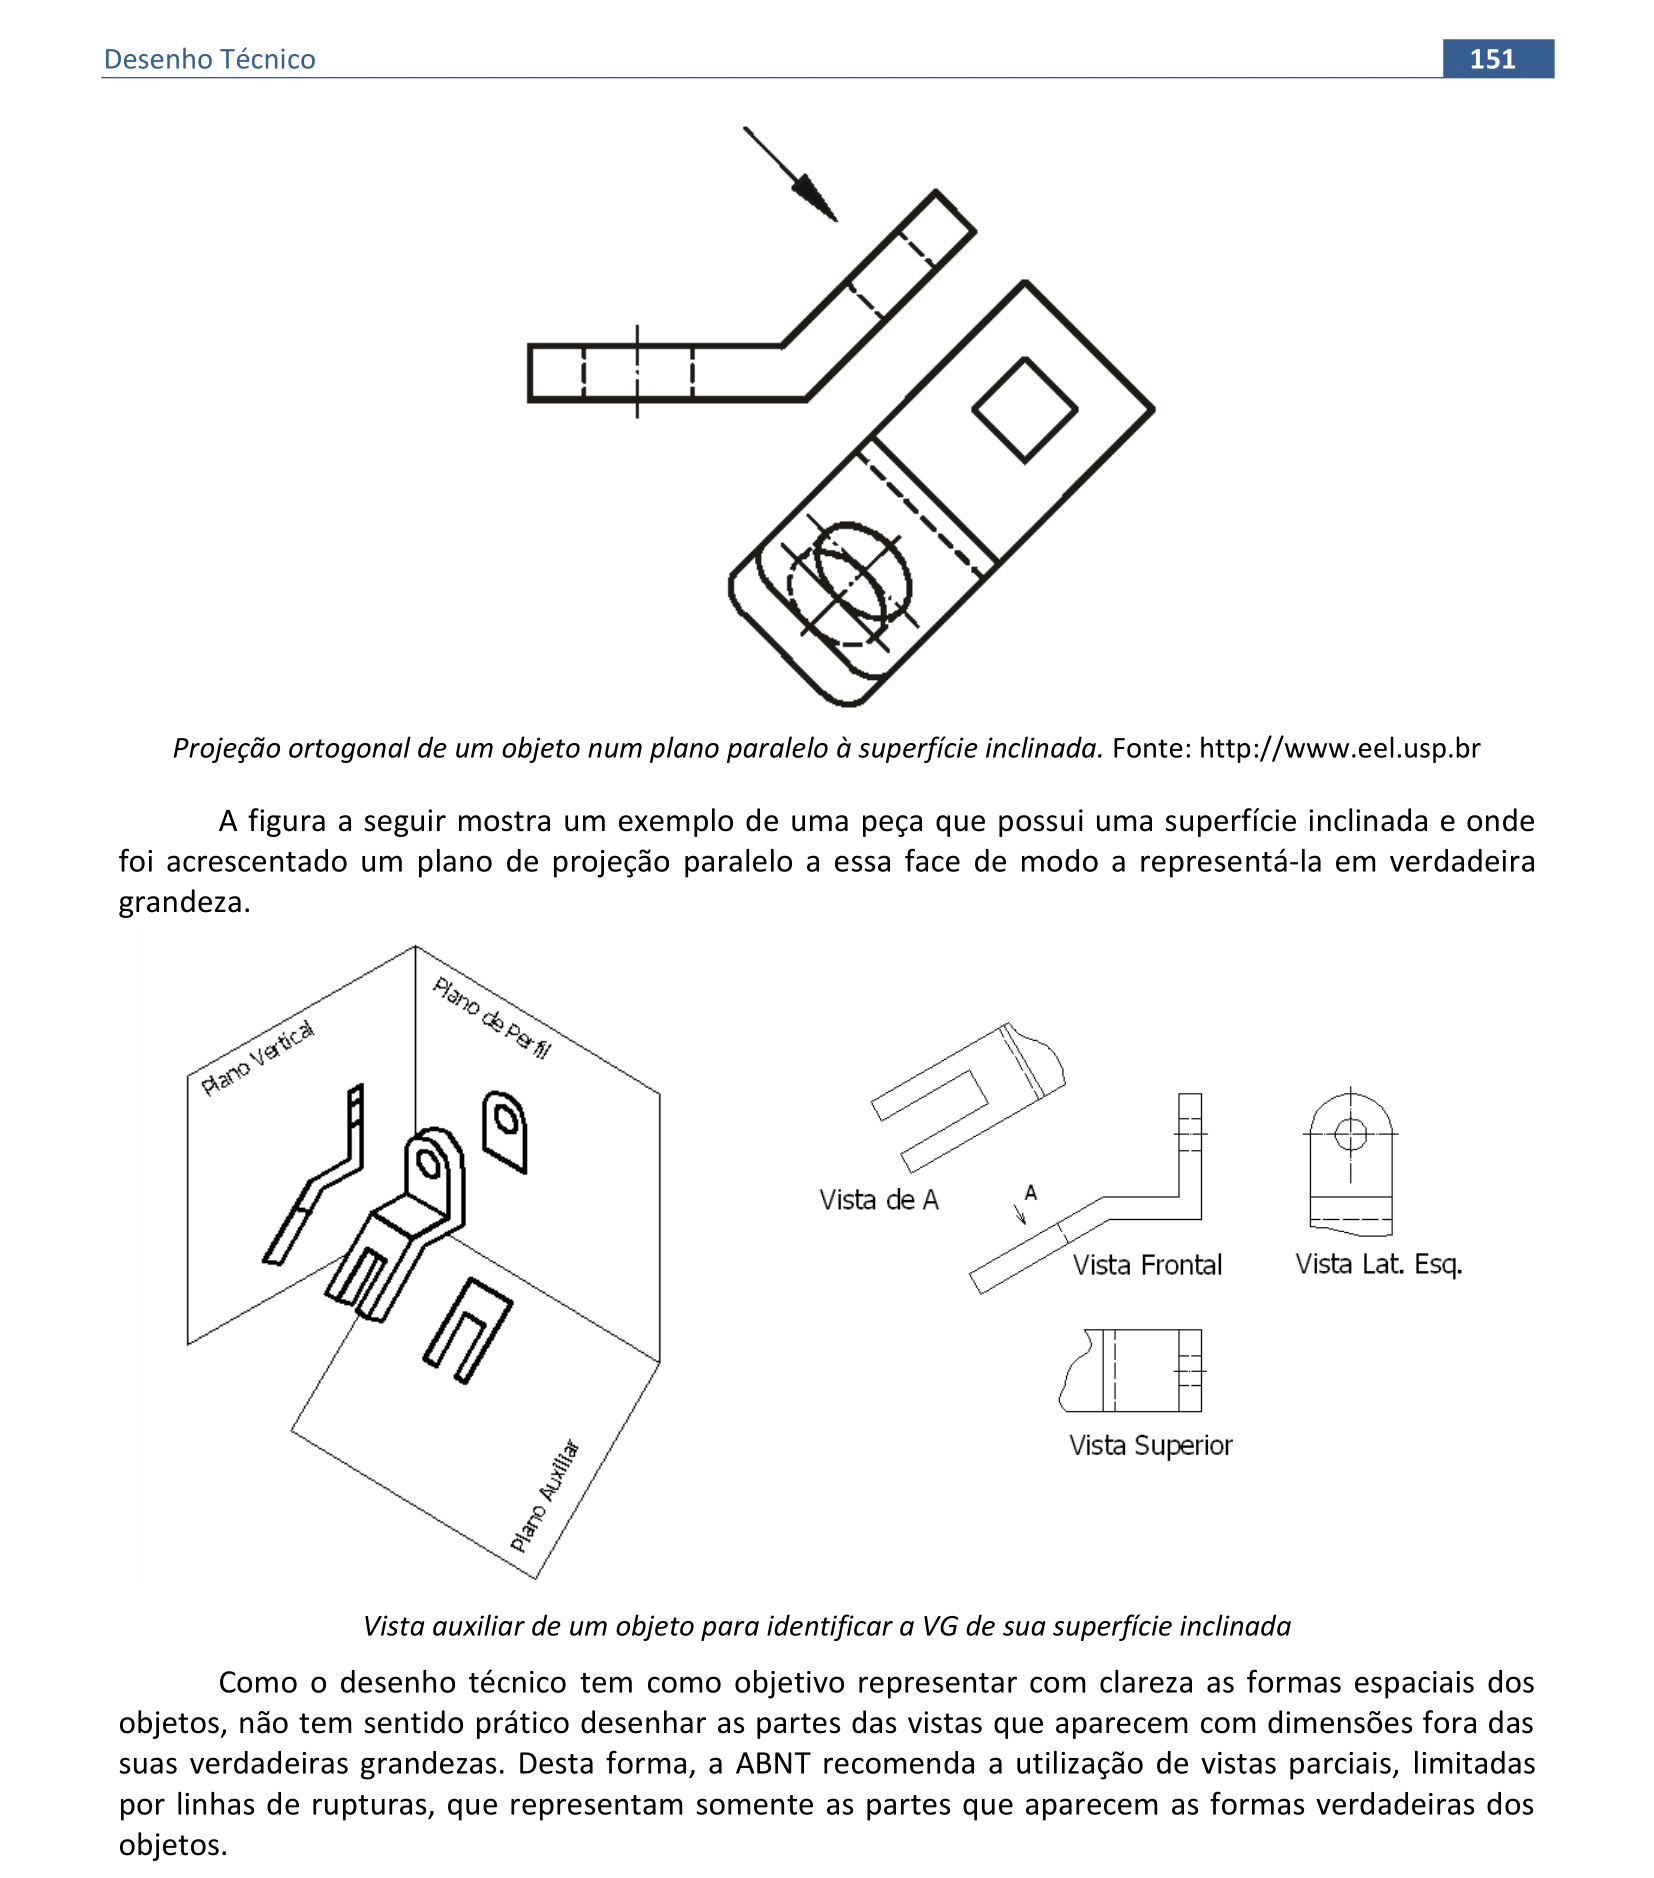 Desenho Técnico
151
Projeção ortogonal de um objeto num plano paralelo à superfície inclinada. Fonte: http://www.eel.usp.br
A figura a seguir mostra um exemplo de uma peça que possui uma superfície inclinada e onde
foi acrescentado um plano de projeção paralelo a essa face de modo a representá-la em verdadeira
grandeza.
Plano Vertical
Plano de Perfil
Plano Auxiliar
Vista de A
A
Vista Frontal
Vista Lat. Esq.
Vista Superior
Vista auxiliar de um objeto para identificar a VG de sua superfície inclinada
Como o desenho técnico tem como objetivo representar com clareza as formas espaciais dos
objetos, não tem sentido prático desenhar as partes das vistas que aparecem com dimensões fora das
suas verdadeiras grandezas. Desta forma, a ABNT recomenda a utilização de vistas parciais, limitadas
por linhas de rupturas, que representam somente as partes que aparecem as formas verdadeiras dos
objetos.